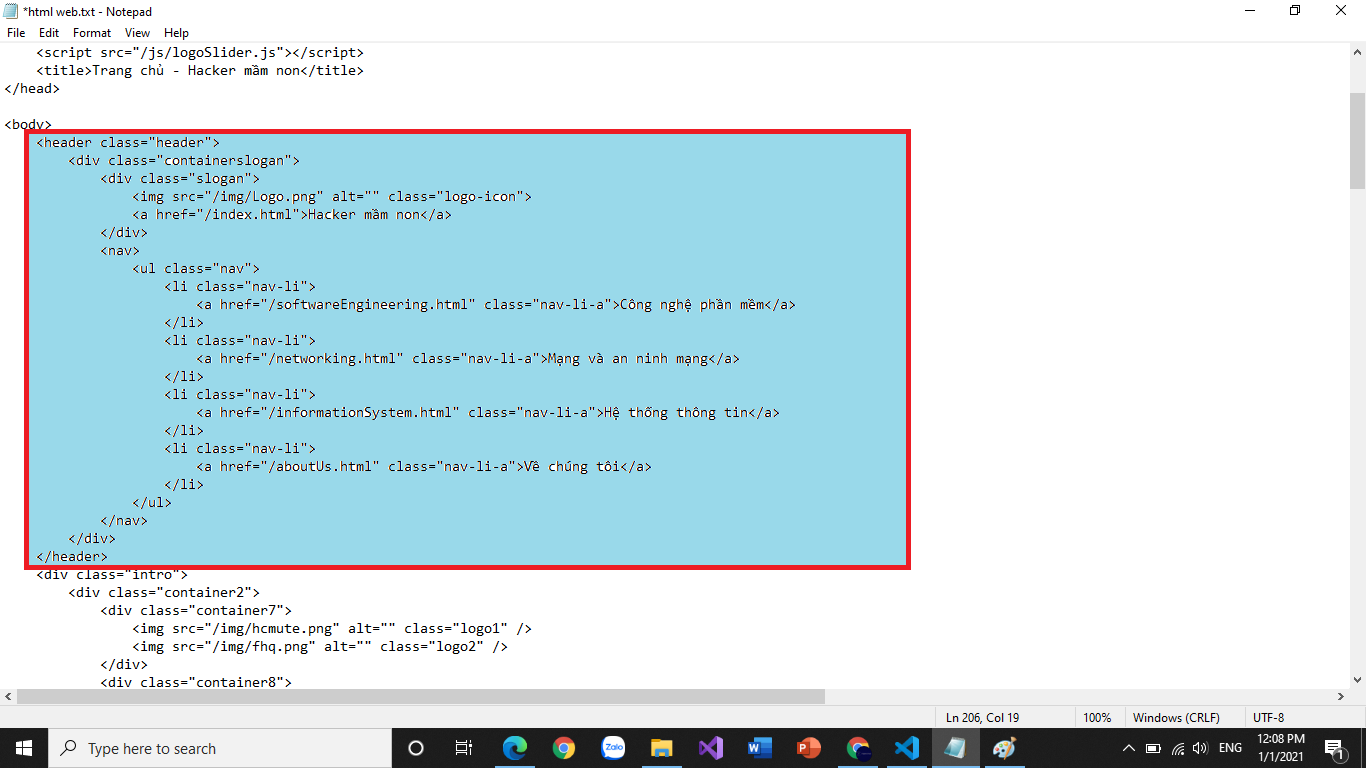 *html web.txt - Notepad
File Edit Format View Help
<script src="/js/logoSlider.js"></script>
<title>Trang chủ - Hacker mầm non</title>
</head>
<body>
<header class="header">
<div class="containerslogan">
<div class="slogan">
<img src="/img/Logo.png" alt="" class="logo-icon">
<a href="/index.html">Hacker mầm non</a>
</div>
<nav>
<ul class="nav">
<li class="nav-li">
<a href="/softwareEngineering.html" class="nav-li-a">Công nghệ phần mềm</a>
</li>
<li class="nav-li">
<a href="/networking.html" class="nav-li-a">Mạng và an ninh mạng</a>
</li>
<li class="nav-li">
<a href="/informationSystem.html" class="nav-li-a">Hệ thống thông tin</a>
</li>
<li class="nav-li">
<a href="/aboutUs.html" class="nav-li-a">Về chúng tôi</a>
</li>
</ul>
</nav>
</div>
</header>
<div class="intro">
<div class="container2">
<div class="container7">
<img src="/img/hcmute.png" alt="" class="logo1" />
<img src="/img/fhq.png" alt="" class="logo2" />
</div>
<div class="container8">
Ln 206, Col 19 100% Windows (CRLF) UTF-8
Type here to search Zalo W P ENG 12:08 PM
1/1/2021 1